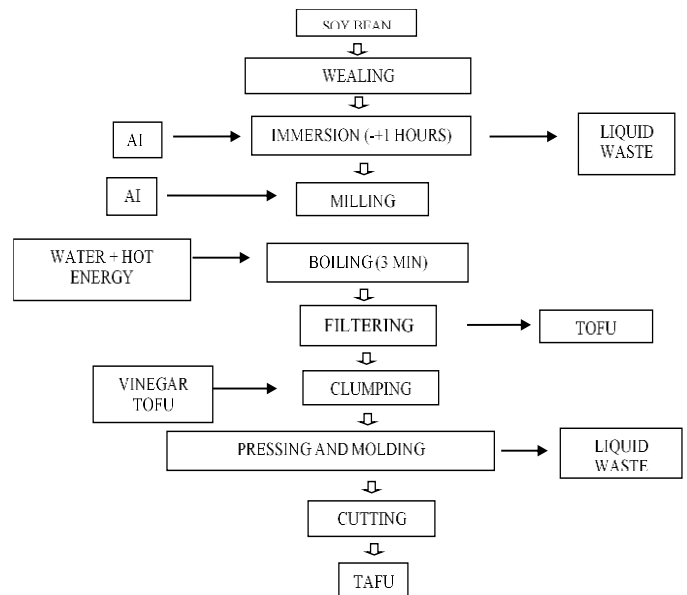 SOY BEAN
WEALING
AI
IMMERSION (-+1 HOURS)
LIQUID
WASTE
AI
MILLING
WATER + HOT
ENERGY
BOILING (3 MIN)
FILTERING
TOFU
VINEGAR
TOFU
CLUMPING
PRESSING AND MOLDING
LIQUID
WASTE
CUTTING
TAFU